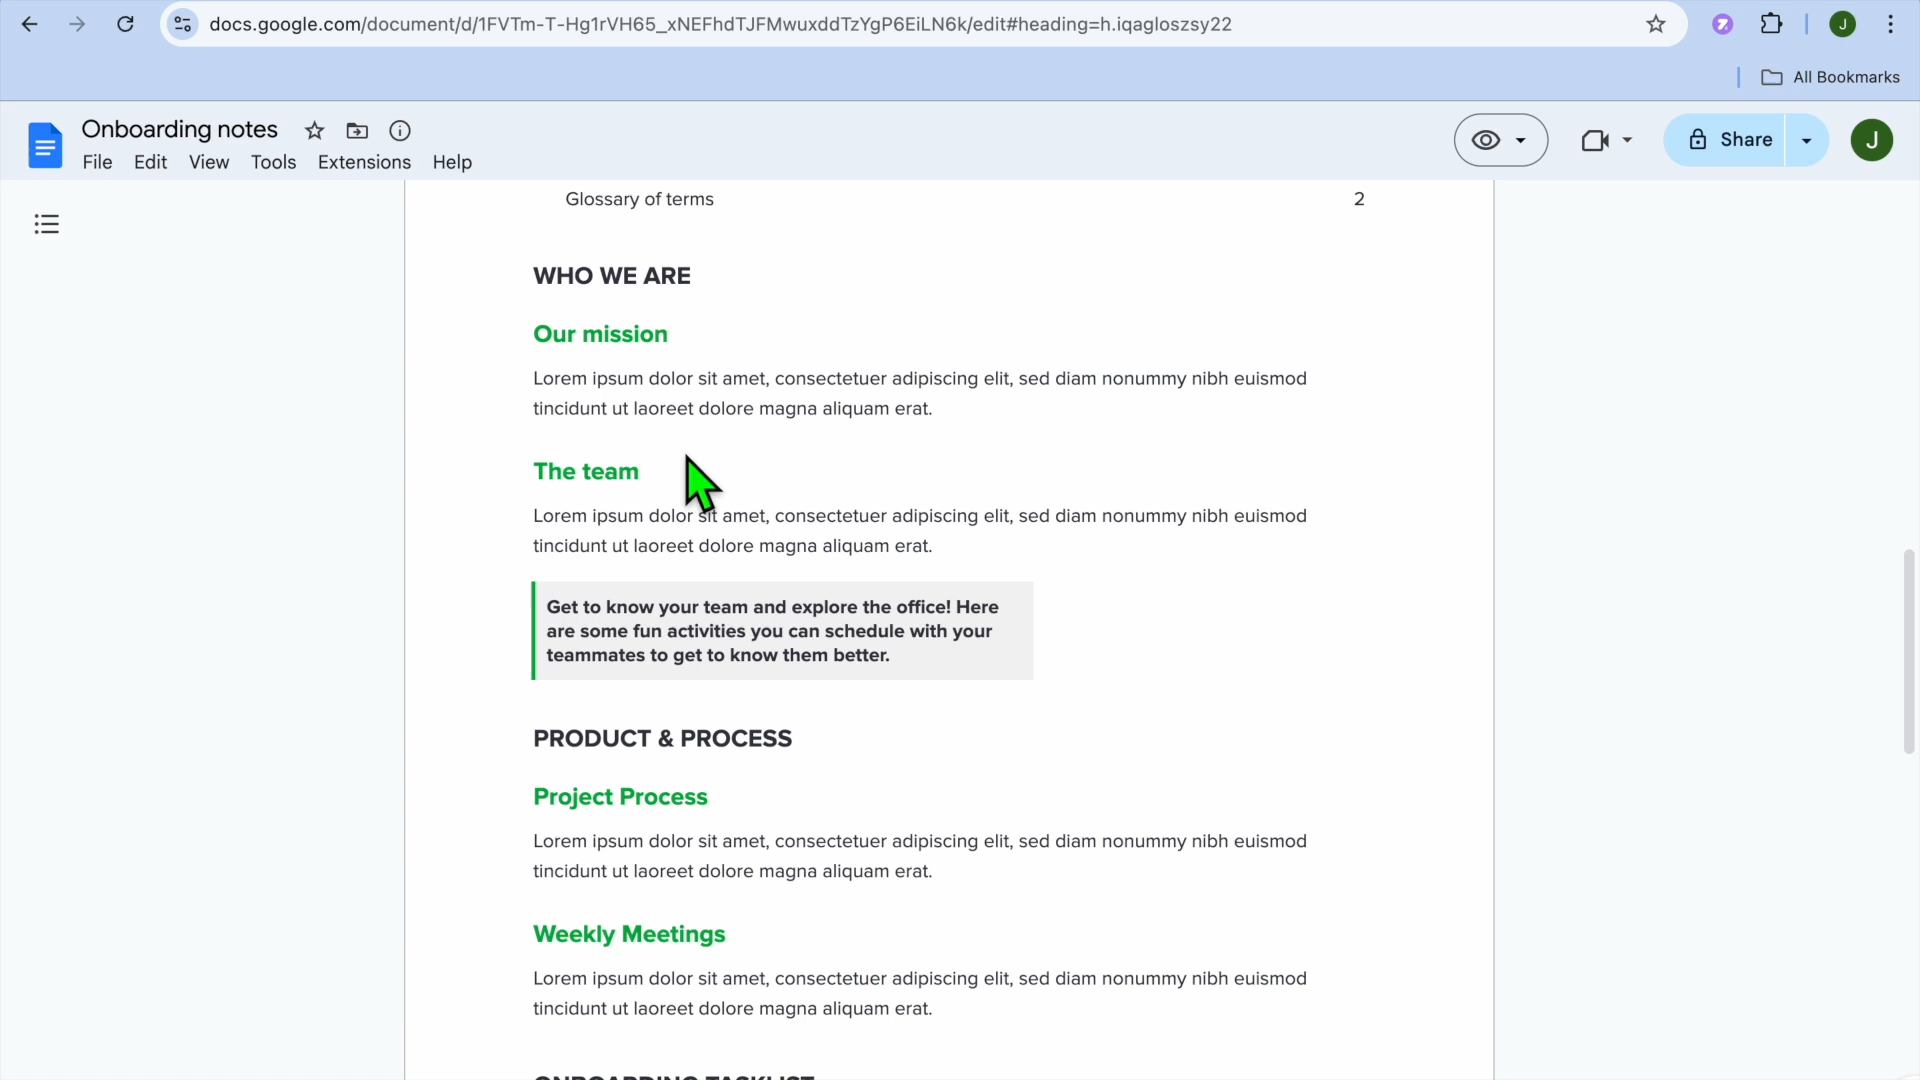 docs.google.com/document/d/1FVTm-T-Hg1rVH65_xNEFhdTJFMwuxddTzYgP6EiLN6k/edit#heading=h.iqagloszsy22
J
All Bookmarks
Onboarding notes
File Edit View Tools Extensions Help
Share
J
Glossary of terms 2
WHO WE ARE
Our mission
Lorem ipsum dolor sit amet, consectetuer adipiscing elit, sed diam nonummy nibh euismod
tincidunt ut laoreet dolore magna aliquam erat.
The team
Lorem ipsum dolor sit amet, consectetuer adipiscing elit, sed diam nonummy nibh euismod
tincidunt ut laoreet dolore magna aliquam erat.
Get to know your team and explore the office! Here
are some fun activities you can schedule with your
teammates to get to know them better.
PRODUCT & PROCESS
Project Process
Lorem ipsum dolor sit amet, consectetuer adipiscing elit, sed diam nonummy nibh euismod
tincidunt ut laoreet dolore magna aliquam erat.
Weekly Meetings
Lorem ipsum dolor sit amet, consectetuer adipiscing elit, sed diam nonummy nibh euismod
tincidunt ut laoreet dolore magna aliquam erat.
ONBOARDING TASKLIST